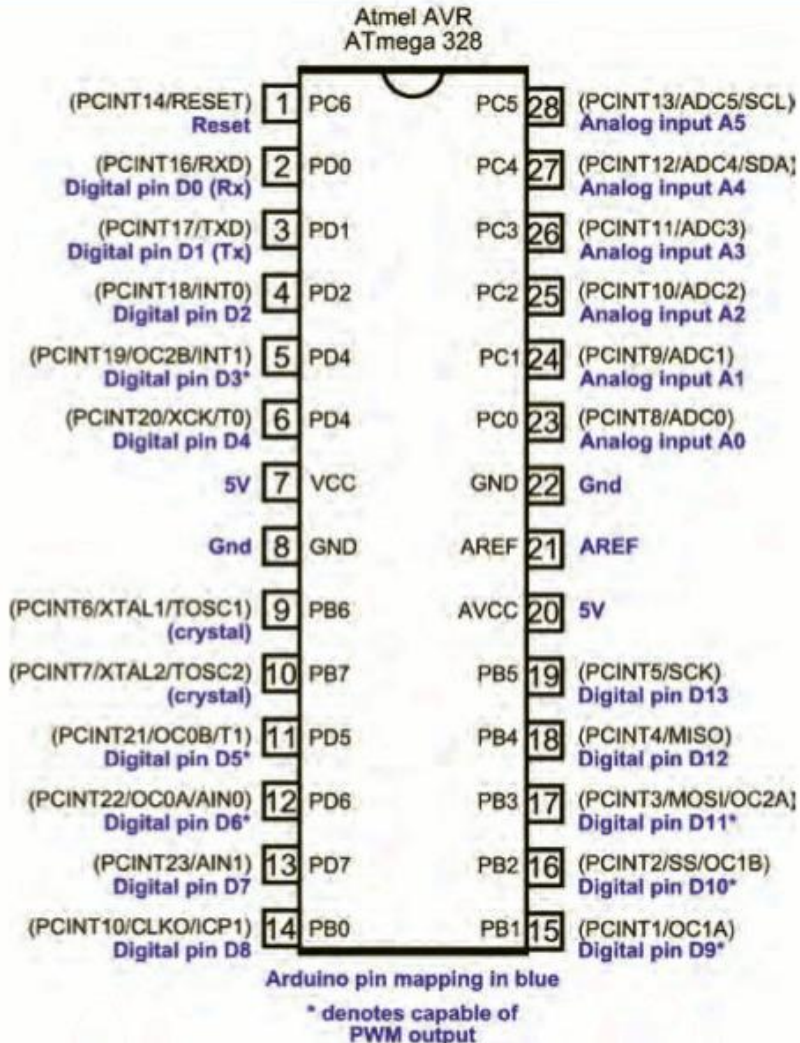 Atmel AVR
ATmega 328
(PCINT14/RESET) 1 PC6
Reset
(PCINT16/RXD) 2 PD0
Digital pin D0 (Rx)
(PCINT17/TXD) 3 PD1
Digital pin D1 (Tx)
(PCINT18/INT0) 4 PD2
Digital pin D2
(PCINT19/OC2B/INT1) 5 PD4
Digital pin D3*
(PCINT20/XCK/T0) 6 PD4
Digital pin D4
5V 7 VCC
Gnd 8 GND
(PCINT6/XTAL1/TOSC1) 9 PB6
(crystal)
(PCINT7/XTAL2/TOSC2) 10 PB7
(crystal)
(PCINT21/OC0B/T1) 11 PD5
Digital pin D5*
(PCINT22/OC0A/AIN0) 12 PD6
Digital pin D6*
(PCINT23/AIN1) 13 PD7
Digital pin D7
(PCINT10/CLKO/ICP1) 14 PB0
Digital pin D8
PC5 28 (PCINT13/ADC5/SCL)
Analog input A5
PC4 27 (PCINT12/ADC4/SDA)
Analog input A4
PC3 26 (PCINT11/ADC3)
Analog input A3
PC2 25 (PCINT10/ADC2)
Analog input A2
PC1 24 (PCINT9/ADC1)
Analog input A1
PC0 23 (PCINT8/ADC0)
Analog input A0
GND 22 Gnd
AREF 21 AREF
AVCC 20 5V
PB5 19 (PCINT5/SCK)
Digital pin D13
PB4 18 (PCINT4/MISO)
Digital pin D12
PB3 17 (PCINT3/MOSI/OC2A)
Digital pin D11*
PB2 16 (PCINT2/SS/OC1B)
Digital pin D10*
PB1 15 (PCINT1/OC1A)
Digital pin D9*
Arduino pin mapping in blue
* denotes capable of
PWM output